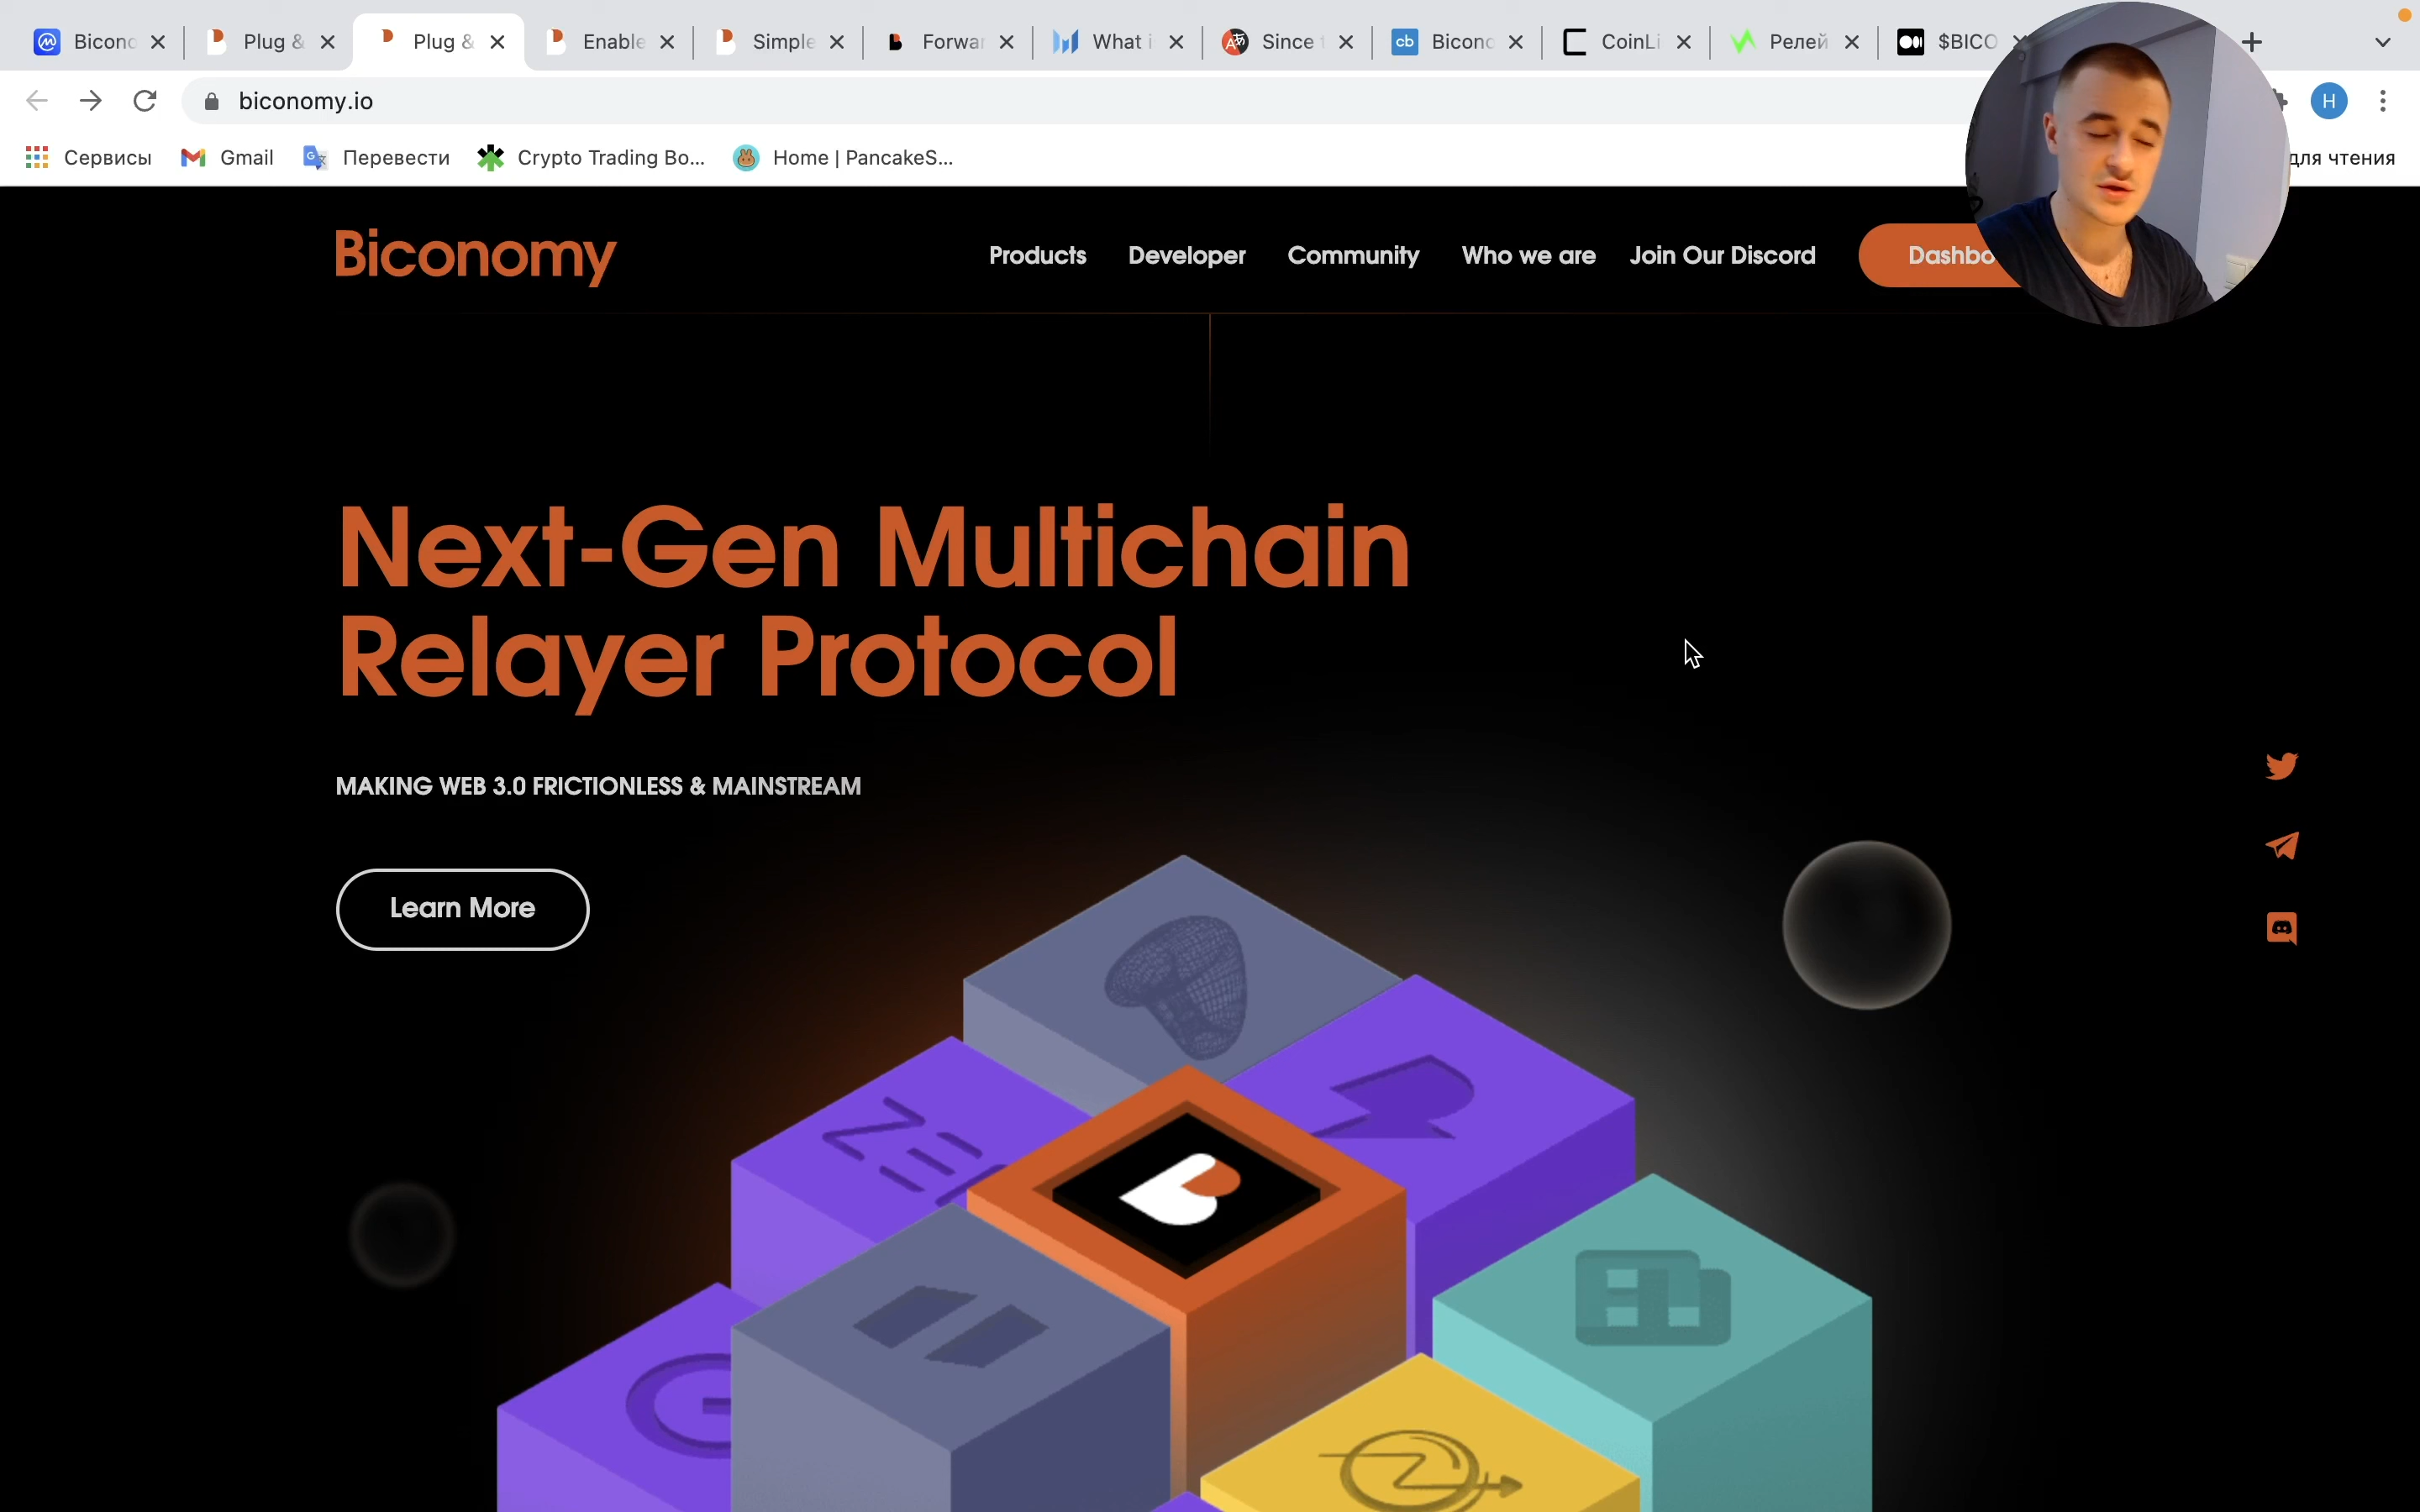 Bicono
Plug &
Plug &
Enable
Simple
Forwar
What i
Since t
Bicono
CoinLi
Релей
$BICO
biconomy.io
H
Сервисы
Gmail
Перевести
Crypto Trading Bo...
Home | PancakeS...
для чтения
Biconomy
Products
Developer
Community
Who we are
Join Our Discord
Dashbo
Next-Gen Multichain
Relayer Protocol
MAKING WEB 3.0 FRICTIONLESS & MAINSTREAM
Learn More